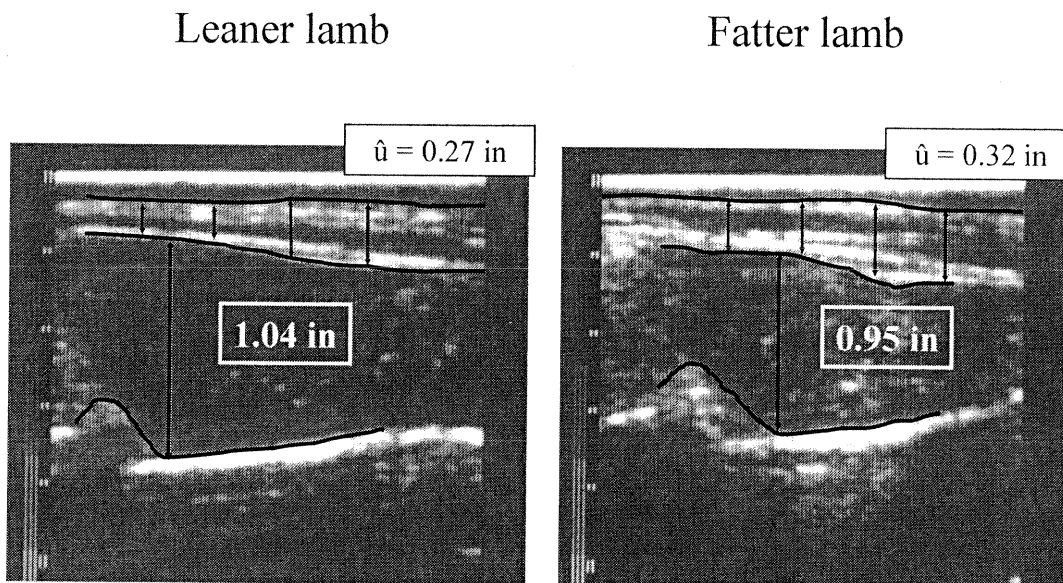 Leaner lamb
Fatter lamb
û = 0.27 in
û = 0.32 in
1.04 in
0.95 in